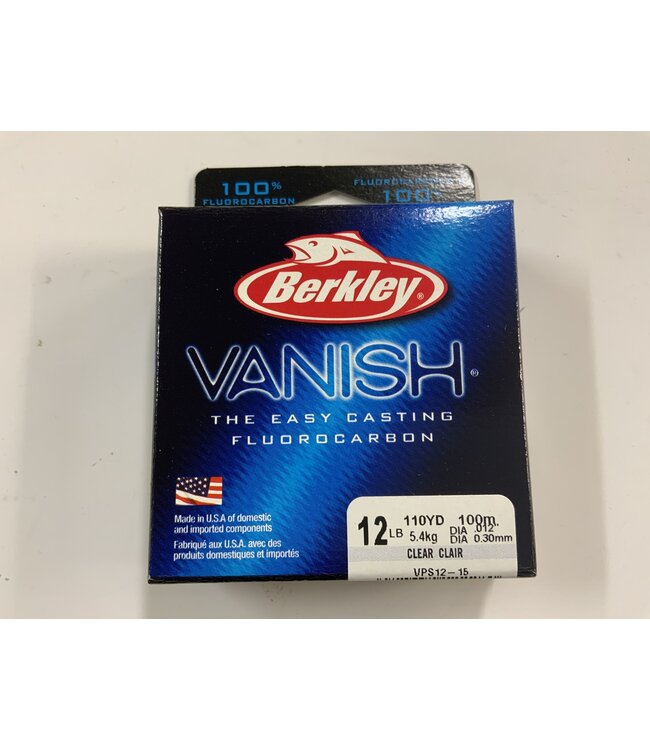 100%
FLUOROCARBON
FLUOROCARBON
100
Berkley®
VANISH®
THE EASY CASTING
FLUOROCARBON
Made in U.S.A of domestic
and imported components
Fabriqué aux U.S.A. avec des
produits domestiques et importés
12 LB 110YD 100m. DIA .012
5.4kg DIA 0.30mm
CLEAR CLAIR
VPS12-15